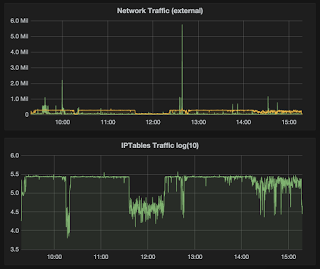 Network Traffic (external)
6.0 Mil
5.0 Mil
4.0 Mil
3.0 Mil
2.0 Mil
1.0 Mil
0
10:00 11:00 12:00 13:00 14:00 15:00
IPTables Traffic log(10)
6.0
5.5
5.0
4.5
4.0
3.5
10:00 11:00 12:00 13:00 14:00 15:00